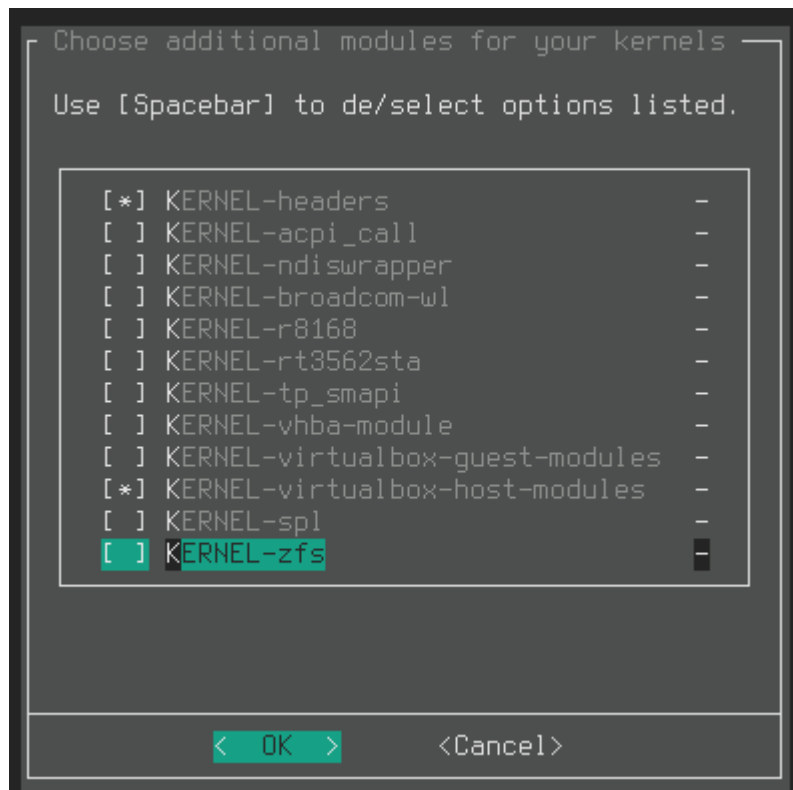 Choose additional modules for your kernels
Use [Spacebar] to de/select options listed.
[*] KERNEL-headers -
[ ] KERNEL-acpi_call -
[ ] KERNEL-ndiswrapper -
[ ] KERNEL-broadcom-wl -
[ ] KERNEL-r8168 -
[ ] KERNEL-rt3562sta -
[ ] KERNEL-tp_smapi -
[ ] KERNEL-vhba-module -
[ ] KERNEL-virtualbox-guest-modules -
[*] KERNEL-virtualbox-host-modules -
[ ] KERNEL-spl -
[ ] KERNEL-zfs -
< OK > <Cancel>